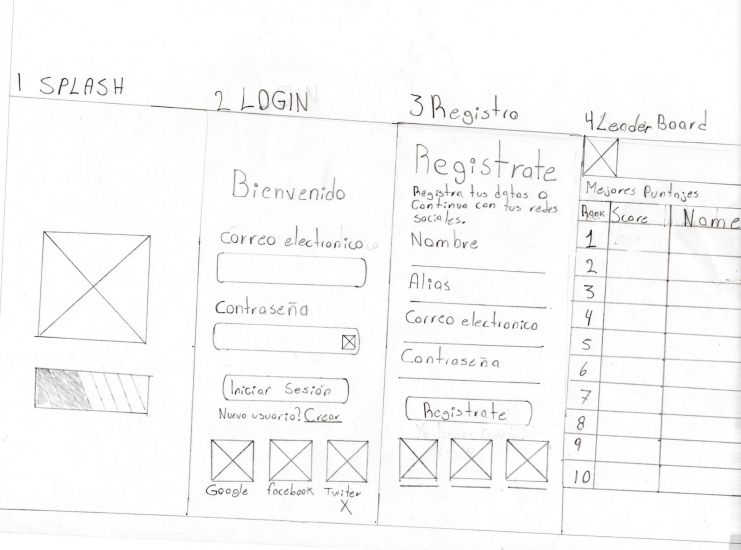 1 SPLASH
2 LOGIN
Bienvenido
Correo electronico
Contraseña
Iniciar Sesión
Nuevo usuario? Crear
Google facebook Twiter
X
3 Registro
Registrate
Registra tus datos o
Continua con tus redes
sociales.
Nombre
Alias
Correo electronico
Contraseña
Registrate
4 Leader Board
Mejores Puntajes
Rank Score Name
1
2
3
4
5
6
7
8
9
10